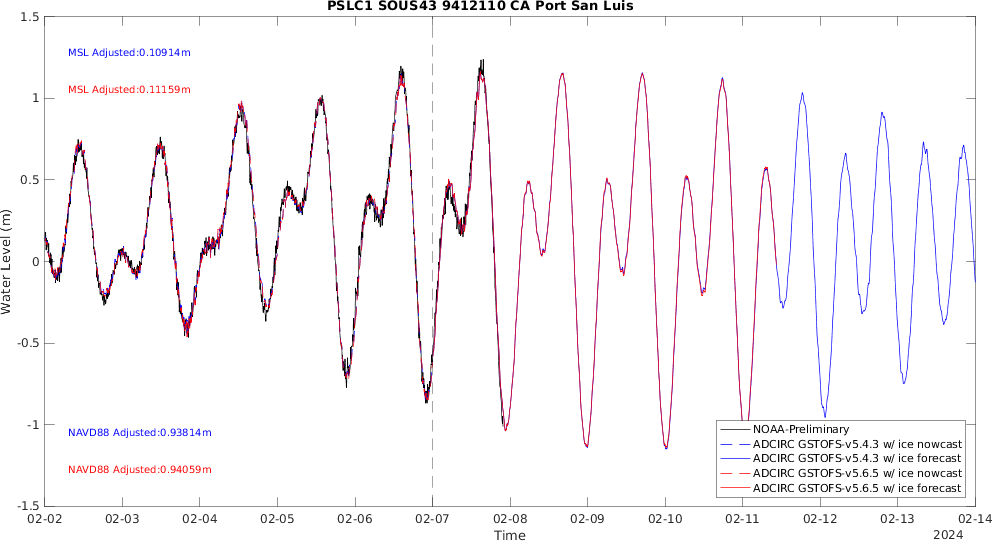 PSLC1 SOUS43 9412110 CA Port San Luis
1.5
MSL Adjusted:0.10914m
MSL Adjusted:0.11159m
1
0.5
Water Level (m)
0
-0.5
-1
NAVD88 Adjusted:0.93814m
NAVD88 Adjusted:0.94059m
NOAA-Preliminary
ADCIRC GSTOFS-v5.4.3 w/ ice nowcast
ADCIRC GSTOFS-v5.4.3 w/ ice forecast
ADCIRC GSTOFS-v5.6.5 w/ ice nowcast
ADCIRC GSTOFS-v5.6.5 w/ ice forecast
-1.5
02-02 02-03 02-04 02-05 02-06 02-07 02-08 02-09 02-10 02-11 02-12 02-13 02-14
Time
2024